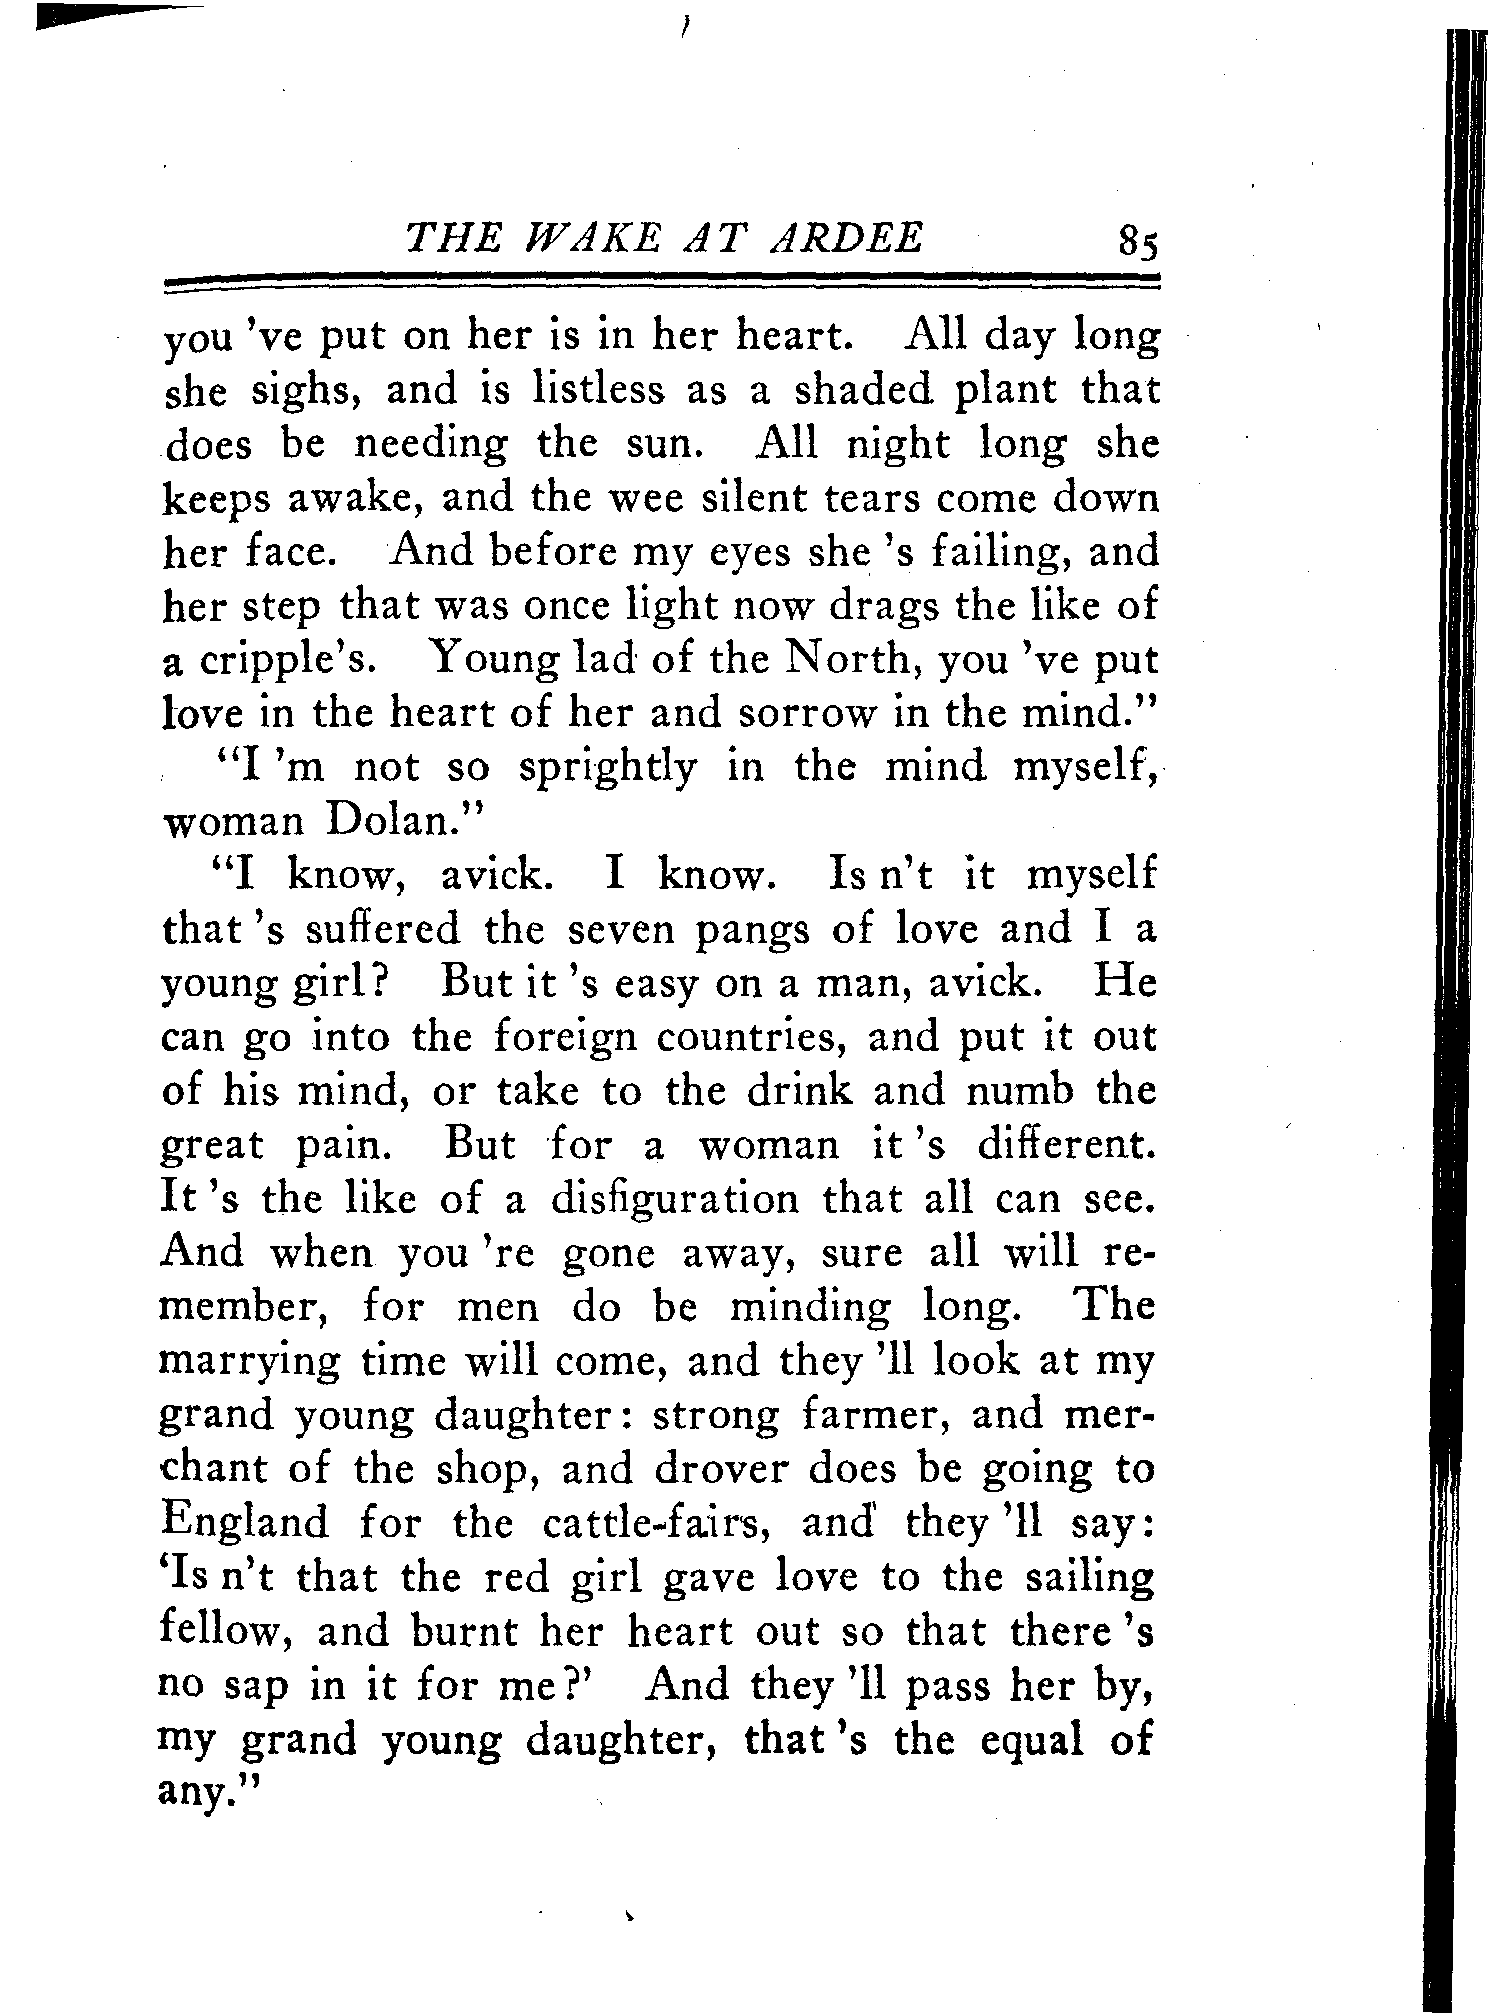 THE WAKE AT ARDEE 85
you 've put on her is in her heart. All day long
she sighs, and is listless as a shaded plant that
does be needing the sun. All night long she
keeps awake, and the wee silent tears come down
her face. And before my eyes she 's failing, and
her step that was once light now drags the like of
a cripple's. Young lad of the North, you 've put
love in the heart of her and sorrow in the mind."
"I 'm not so sprightly in the mind myself,
woman Dolan."
"I know, avick. I know. Is n't it myself
that 's suffered the seven pangs of love and I a
young girl? But it 's easy on a man, avick. He
can go into the foreign countries, and put it out
of his mind, or take to the drink and numb the
great pain. But for a woman it 's different.
It 's the like of a disfiguration that all can see.
And when you 're gone away, sure all will re-
member, for men do be minding long. The
marrying time will come, and they 'll look at my
grand young daughter: strong farmer, and mer-
chant of the shop, and drover does be going to
England for the cattle-fairs, and they 'll say:
'Is n't that the red girl gave love to the sailing
fellow, and burnt her heart out so that there 's
no sap in it for me?' And they 'll pass her by,
my grand young daughter, that 's the equal of
any."